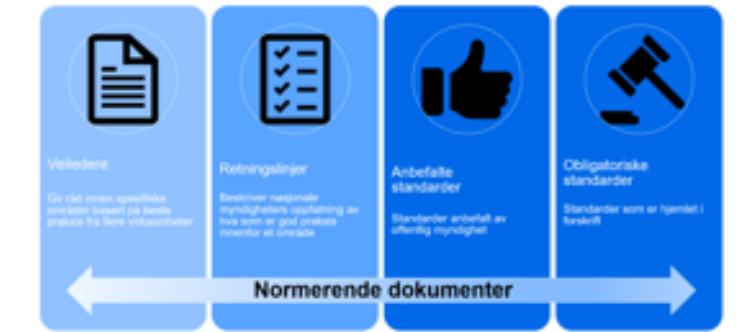 Veiledere
Gir råd innen spesifikke
områder basert på beste
praksis fra flere virksomheter
Retningslinjer
Beskriver nasjonale
myndigheters oppfatning av
hva som er god praksis
innenfor et område
Anbefalte
standarder
Standarder anbefalt av
offentlig myndighet
Obligatoriske
standarder
Standarder som er hjemlet i
forskrift
Normerende dokumenter